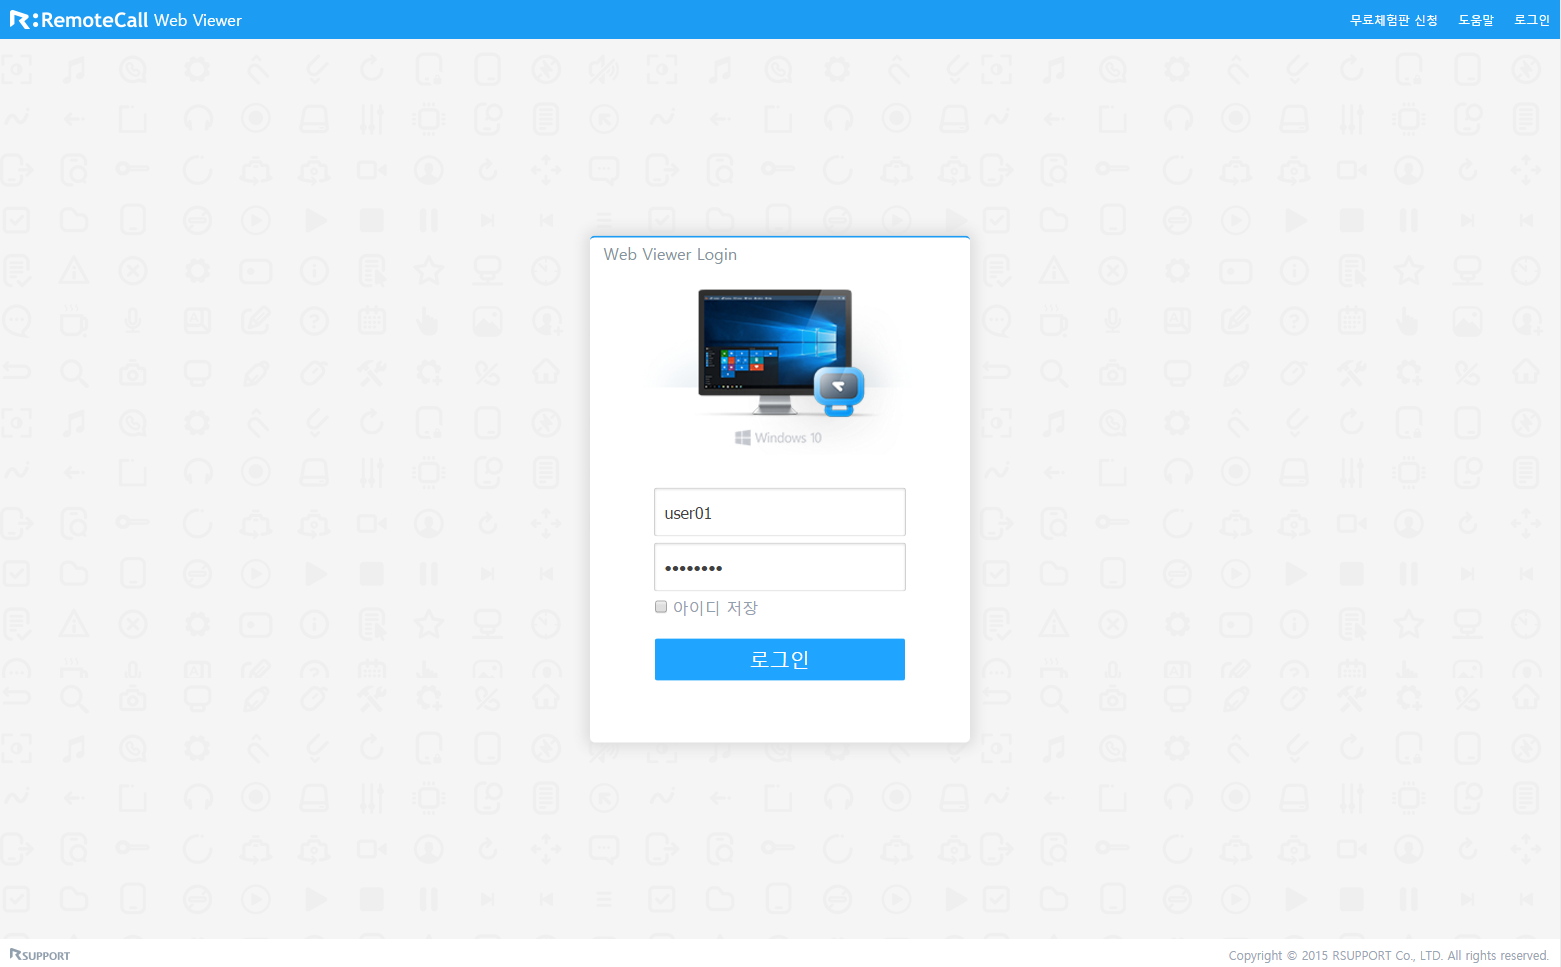 RemoteCall Web Viewer
무료체험판 신청 도움말 로그인
Web Viewer Login
Windows 10
user01
••••••••
아이디 저장
로그인
RSUPPORT
Copyright © 2015 RSUPPORT Co., LTD. All rights reserved.